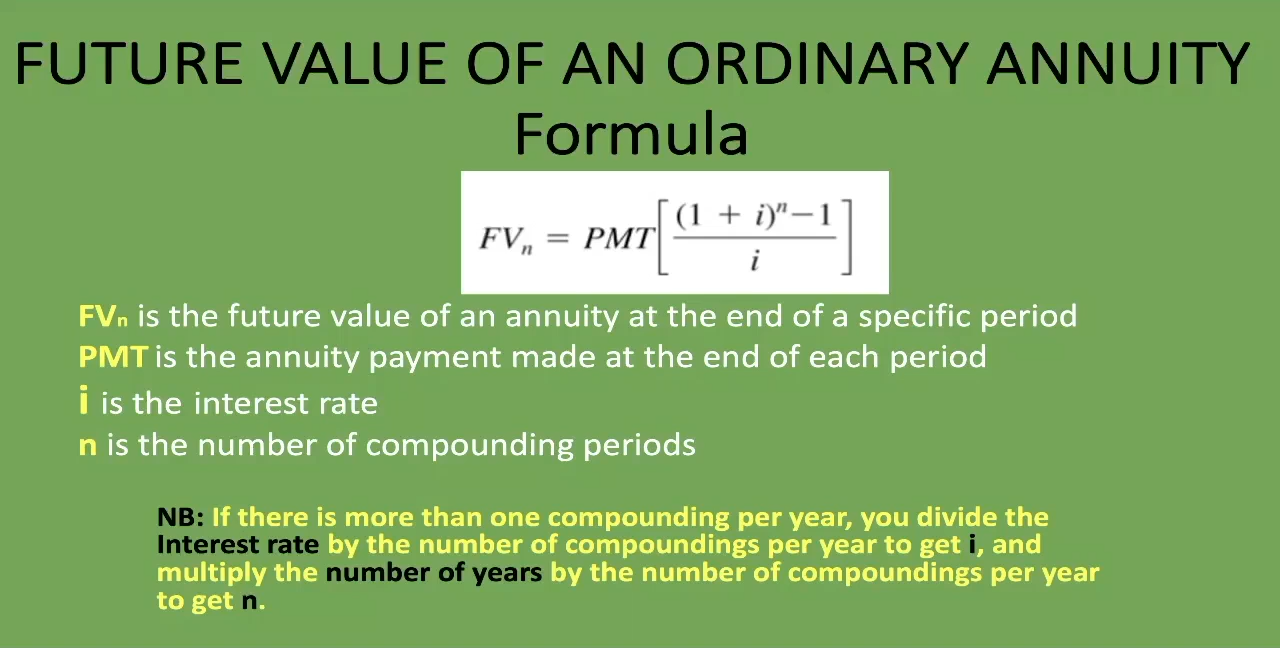 FUTURE VALUE OF AN ORDINARY ANNUITY
Formula
FVₙ = PMT[((1 + i)ⁿ−1)/i]
FVₙ is the future value of an annuity at the end of a specific period
PMT is the annuity payment made at the end of each period
i is the interest rate
n is the number of compounding periods
NB: If there is more than one compounding per year, you divide the
Interest rate by the number of compoundings per year to get i, and
multiply the number of years by the number of compoundings per year
to get n.